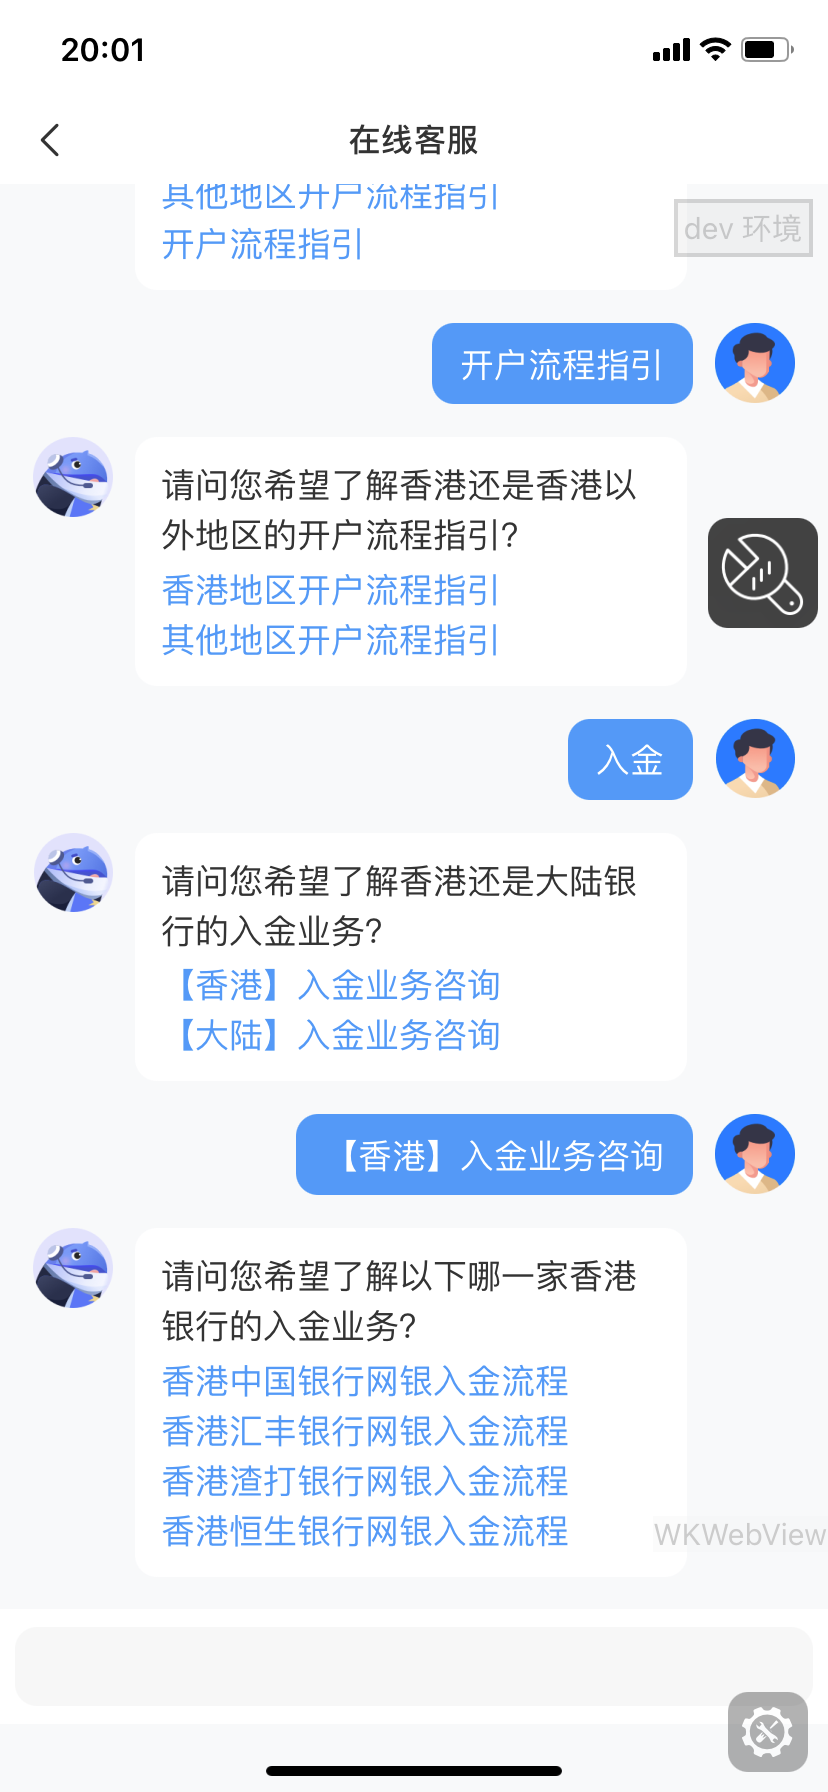 20:01
在线客服
其他地区开户流程指引
开户流程指引
dev 环境
开户流程指引
请问您希望了解香港还是香港以
外地区的开户流程指引?
香港地区开户流程指引
其他地区开户流程指引
入金
请问您希望了解香港还是大陆银
行的入金业务?
【香港】入金业务咨询
【大陆】入金业务咨询
【香港】入金业务咨询
请问您希望了解以下哪一家香港
银行的入金业务?
香港中国银行网银入金流程
香港汇丰银行网银入金流程
香港渣打银行网银入金流程
香港恒生银行网银入金流程
WKWebView